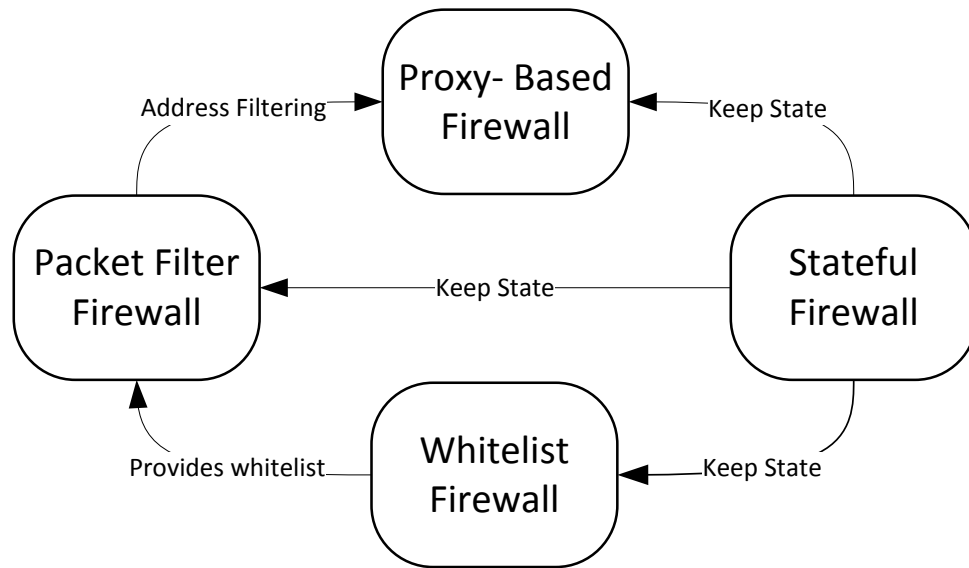 Proxy- Based
Firewall
Address Filtering
Keep State
Packet Filter
Firewall
Keep State
Stateful
Firewall
Whitelist
Firewall
Provides whitelist
Keep State